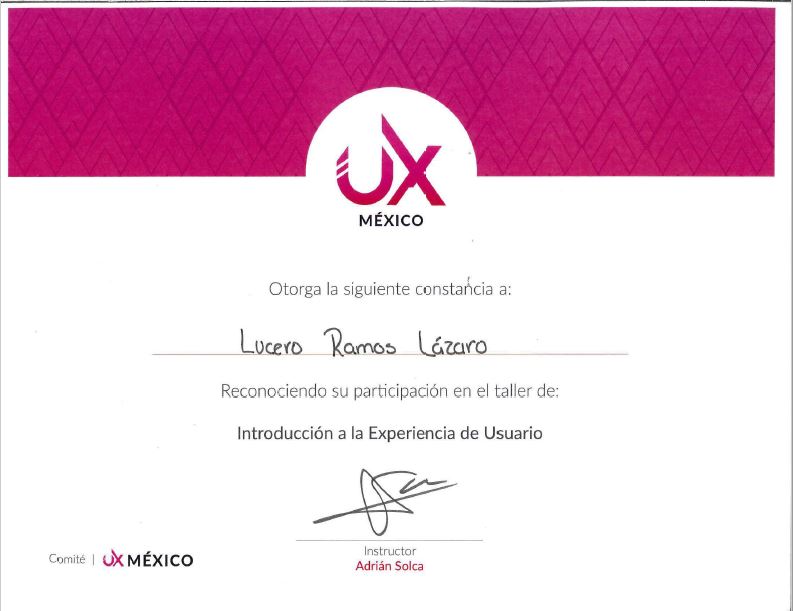 UX
MÉXICO
Otorga la siguiente constancia a:
Lucero Ramos Lázaro
Reconociendo su participación en el taller de:
Introducción a la Experiencia de Usuario
Instructor
Adrián Solca
Comité | UX MÉXICO